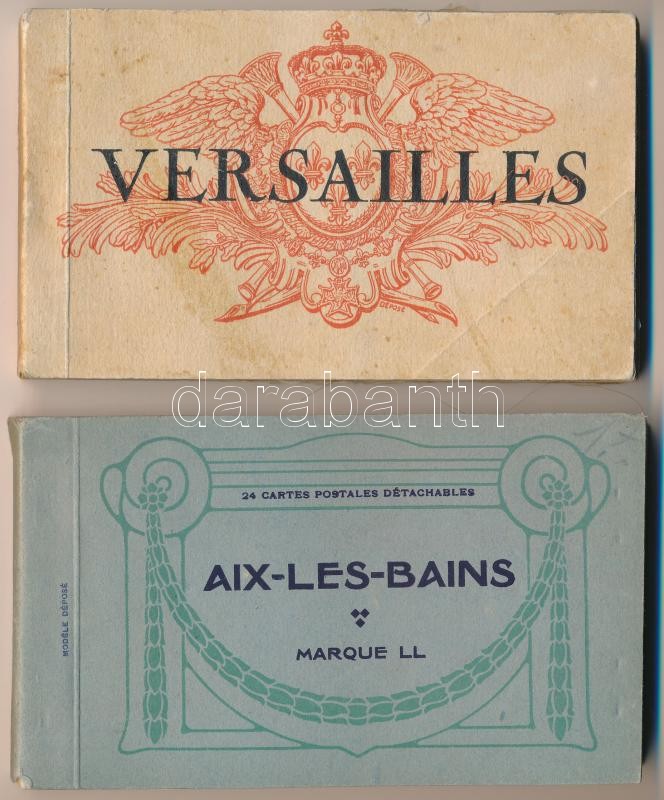 VERSAILLES
DÉPOSÉ
darabanth
24 CARTES POSTALES DÉTACHABLES
AIX-LES-BAINS
MARQUE LL
MODÈLE DÉPOSÉ